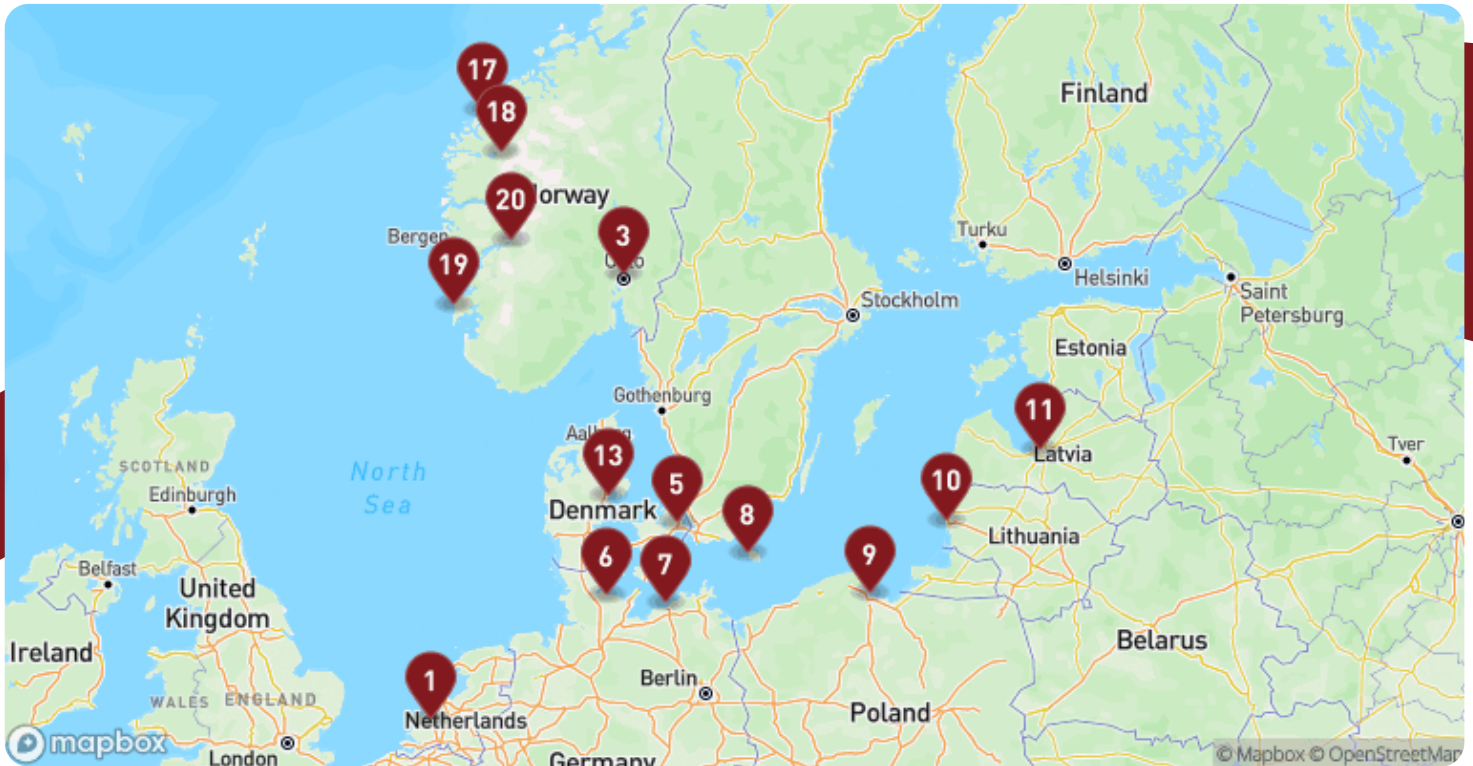 17
18
Finland
20
orway
3
Turku
Bergen
19
Helsinki
Saint
Petersburg
Stockholm
Estonia
Gothenburg
11
13
Latvia
Tver
SCOTLAND
North
Sea
Edinburgh
5
10
8
Denmark
Lithuania
6
7
9
Belfast
United
Kingdom
Belarus
Ireland
1
Berlin
WALES
ENGLAND
Netherlands
Poland
mapbox
London
Germany
© Mapbox © OpenStreetMap